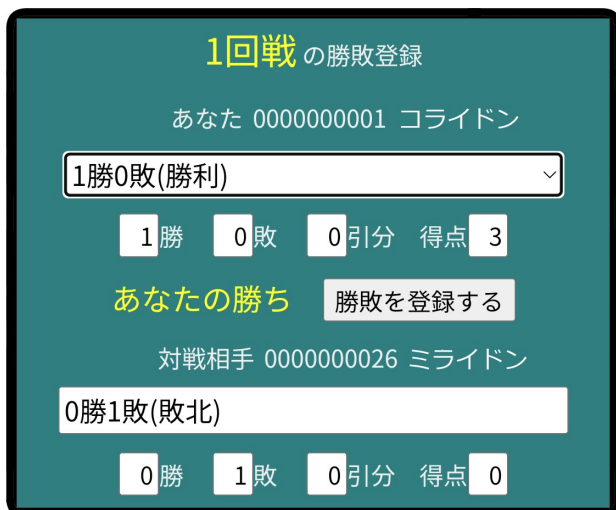 1回戦 の勝敗登録
あなた 0000000001 コライドン
1勝0敗(勝利)
1勝 0敗 0引分 得点 3
あなたの勝ち 勝敗を登録する
対戦相手 0000000026 ミライドン
0勝1敗(敗北)
0勝 1敗 0引分 得点 0